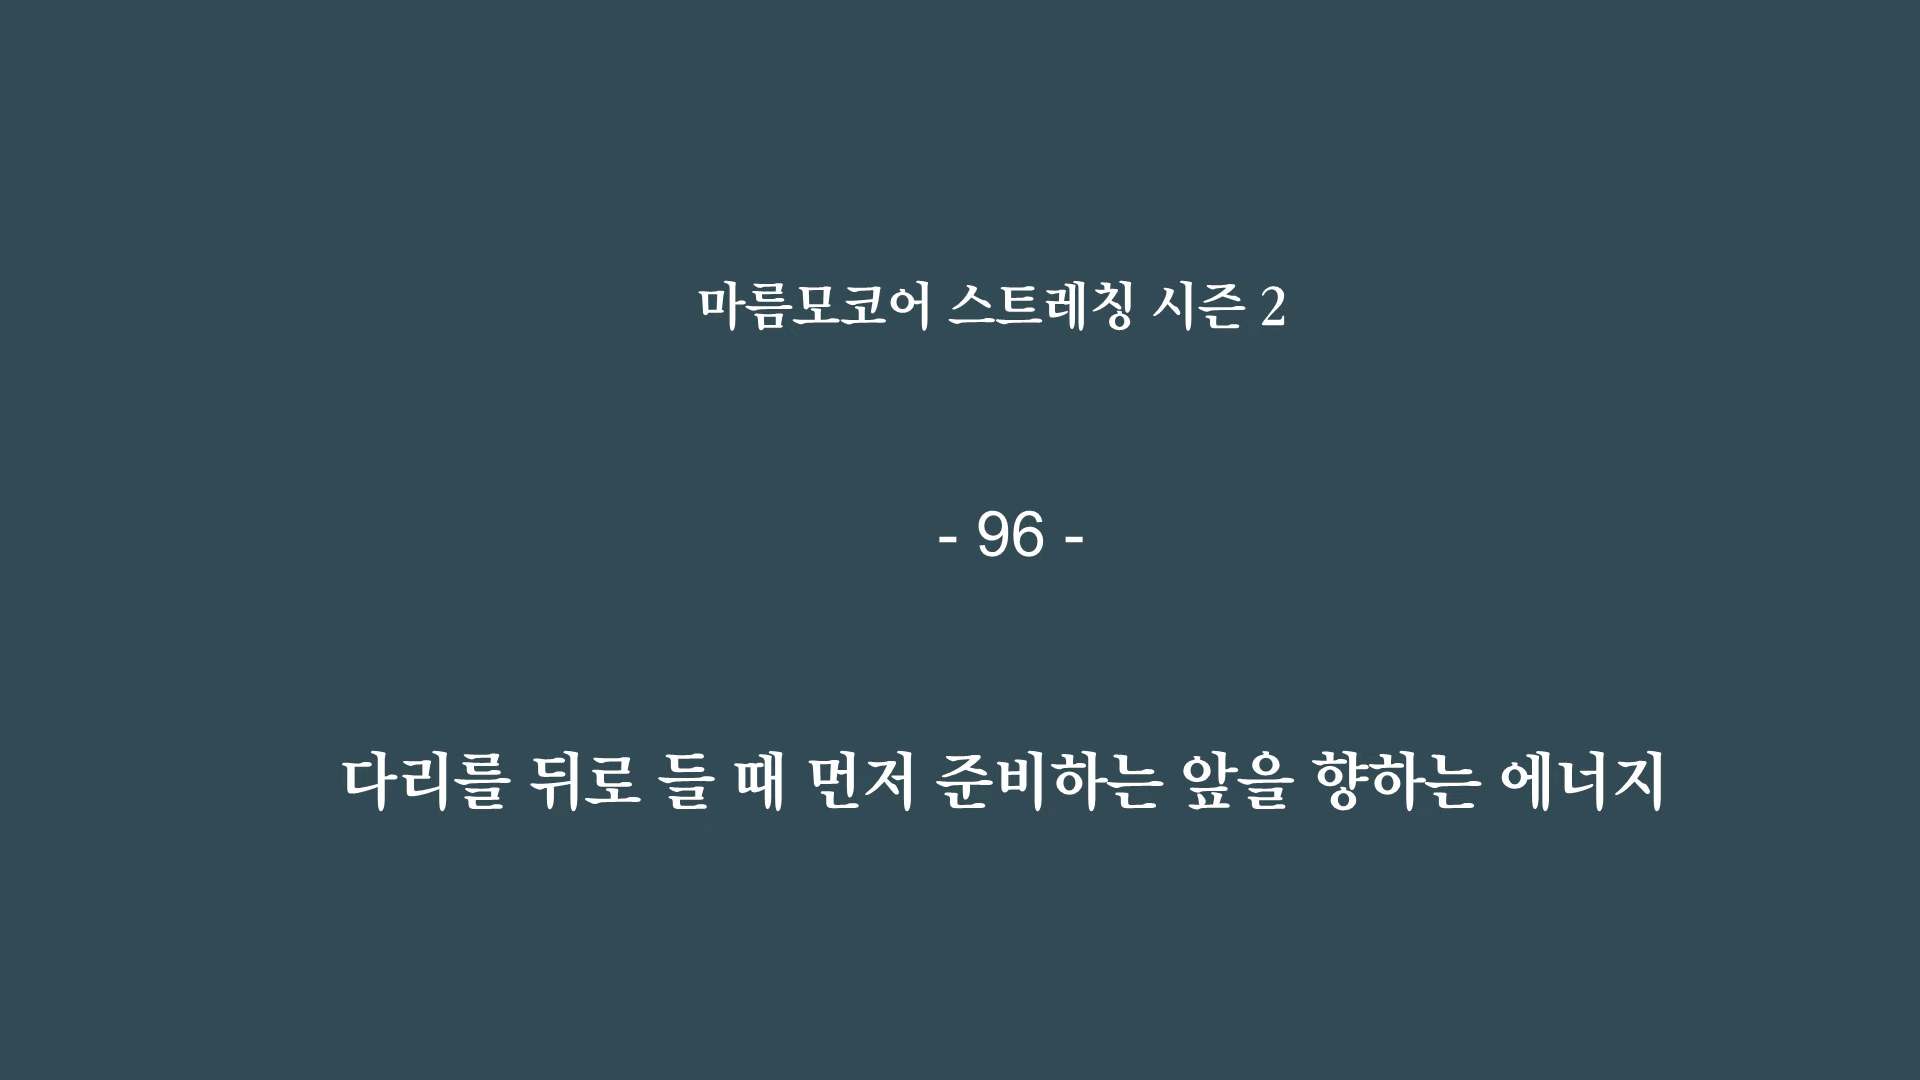 마름모코어 스트레칭 시즌 2
- 96 -
다리를 뒤로 들 때 먼저 준비하는 앞을 향하는 에너지